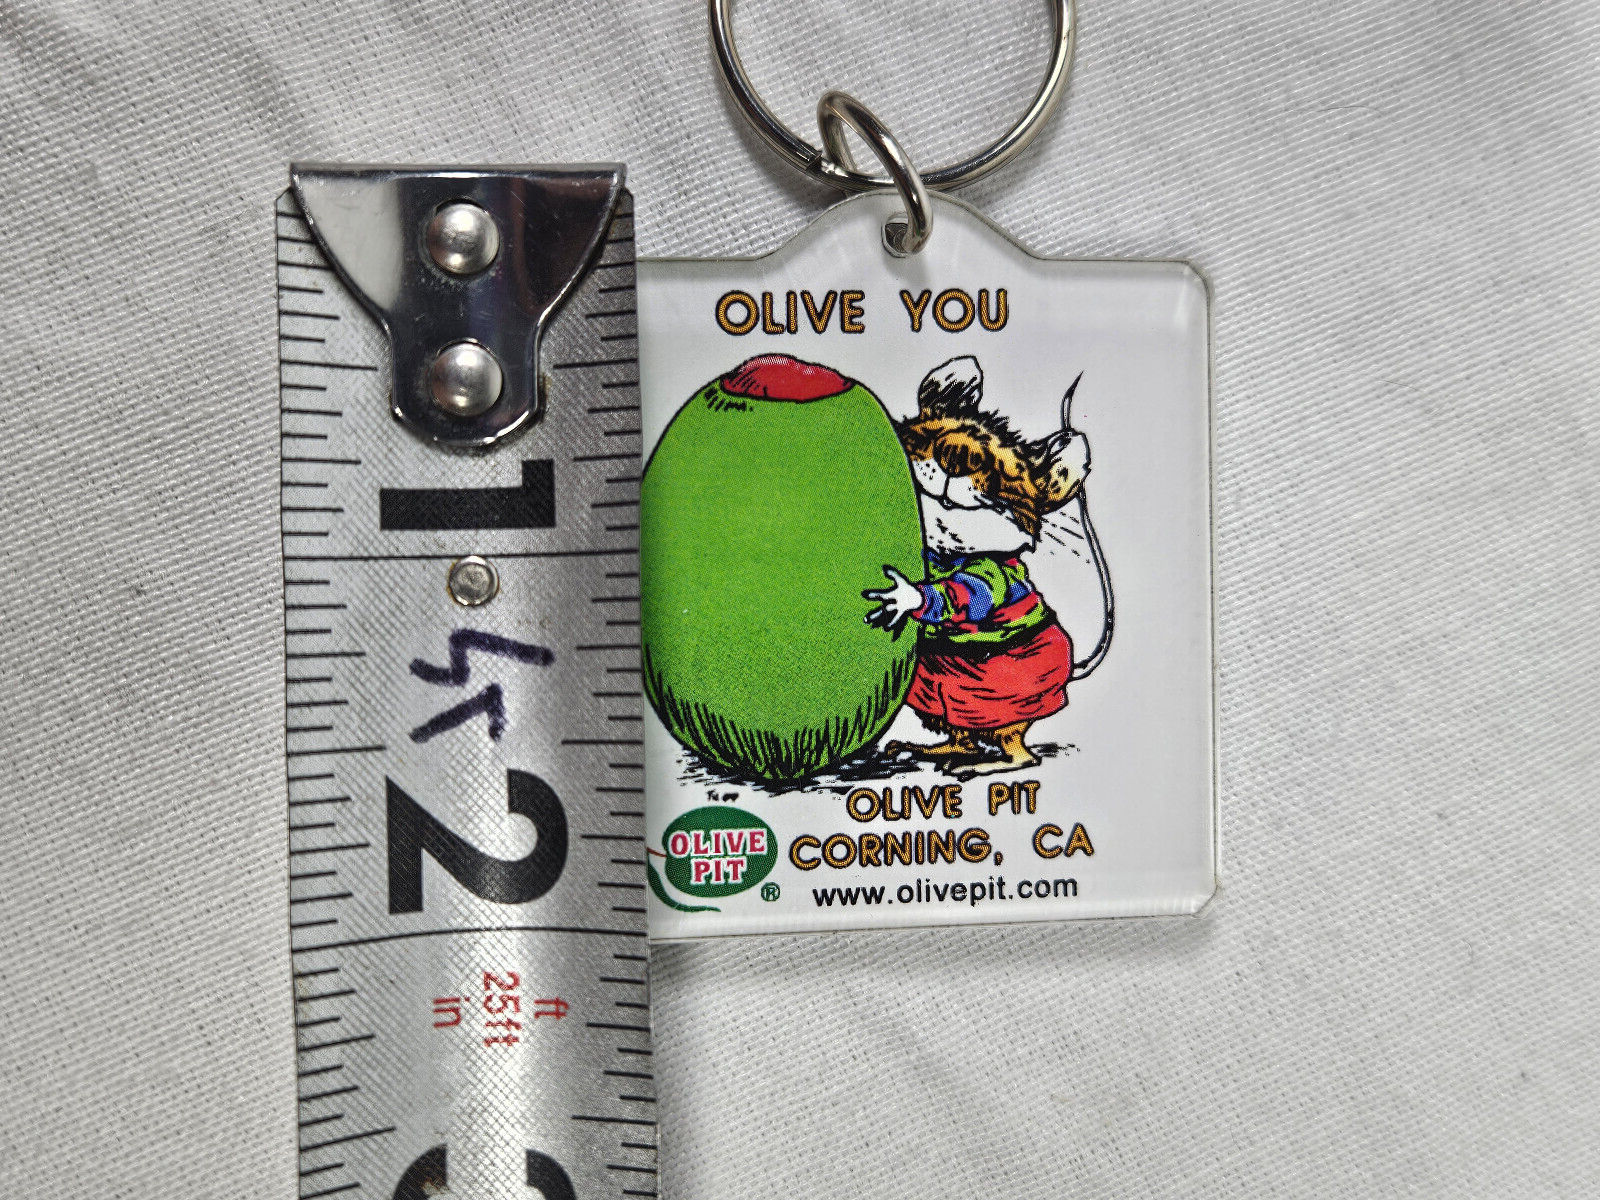 OLIVE YOU
OLIVE PIT
CORNING, CA
www.olivepit.com
OLIVE
PIT
®
1
2
ft
25ft
in